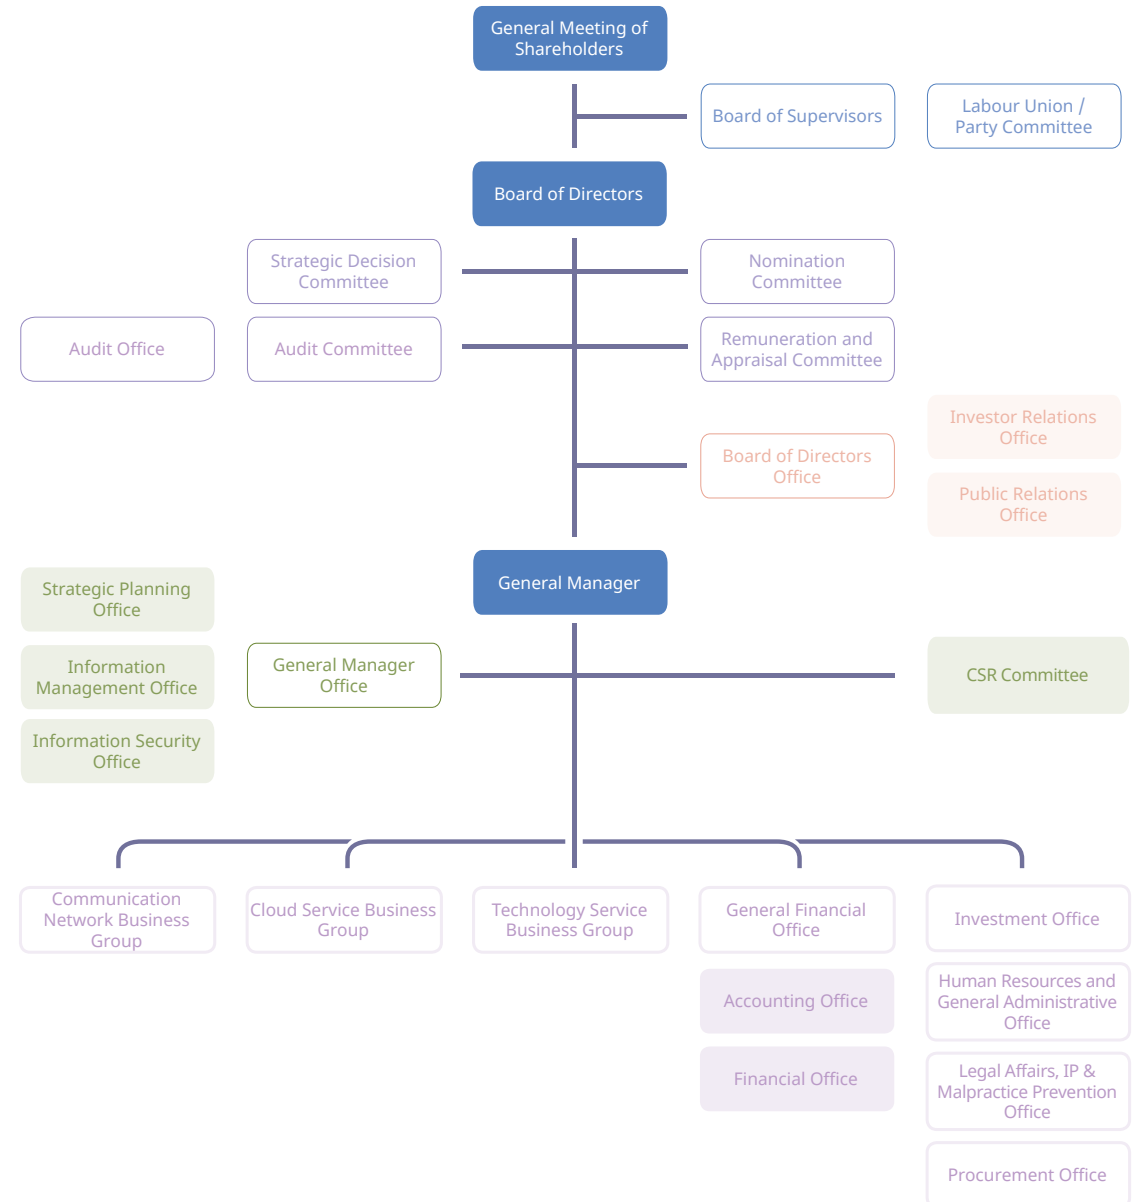 General Meeting of
Shareholders
Board of Supervisors
Labour Union /
Party Committee
Board of Directors
Strategic Decision
Committee
Nomination
Committee
Audit Office
Audit Committee
Remuneration and
Appraisal Committee
Investor Relations
Office
Board of Directors
Office
Public Relations
Office
General Manager
Strategic Planning
Office
Information
Management Office
General Manager
Office
CSR Committee
Information Security
Office
Communication
Network Business
Group
Cloud Service Business
Group
Technology Service
Business Group
General Financial
Office
Investment Office
Accounting Office
Human Resources and
General Administrative
Office
Financial Office
Legal Affairs, IP &
Malpractice Prevention
Office
Procurement Office